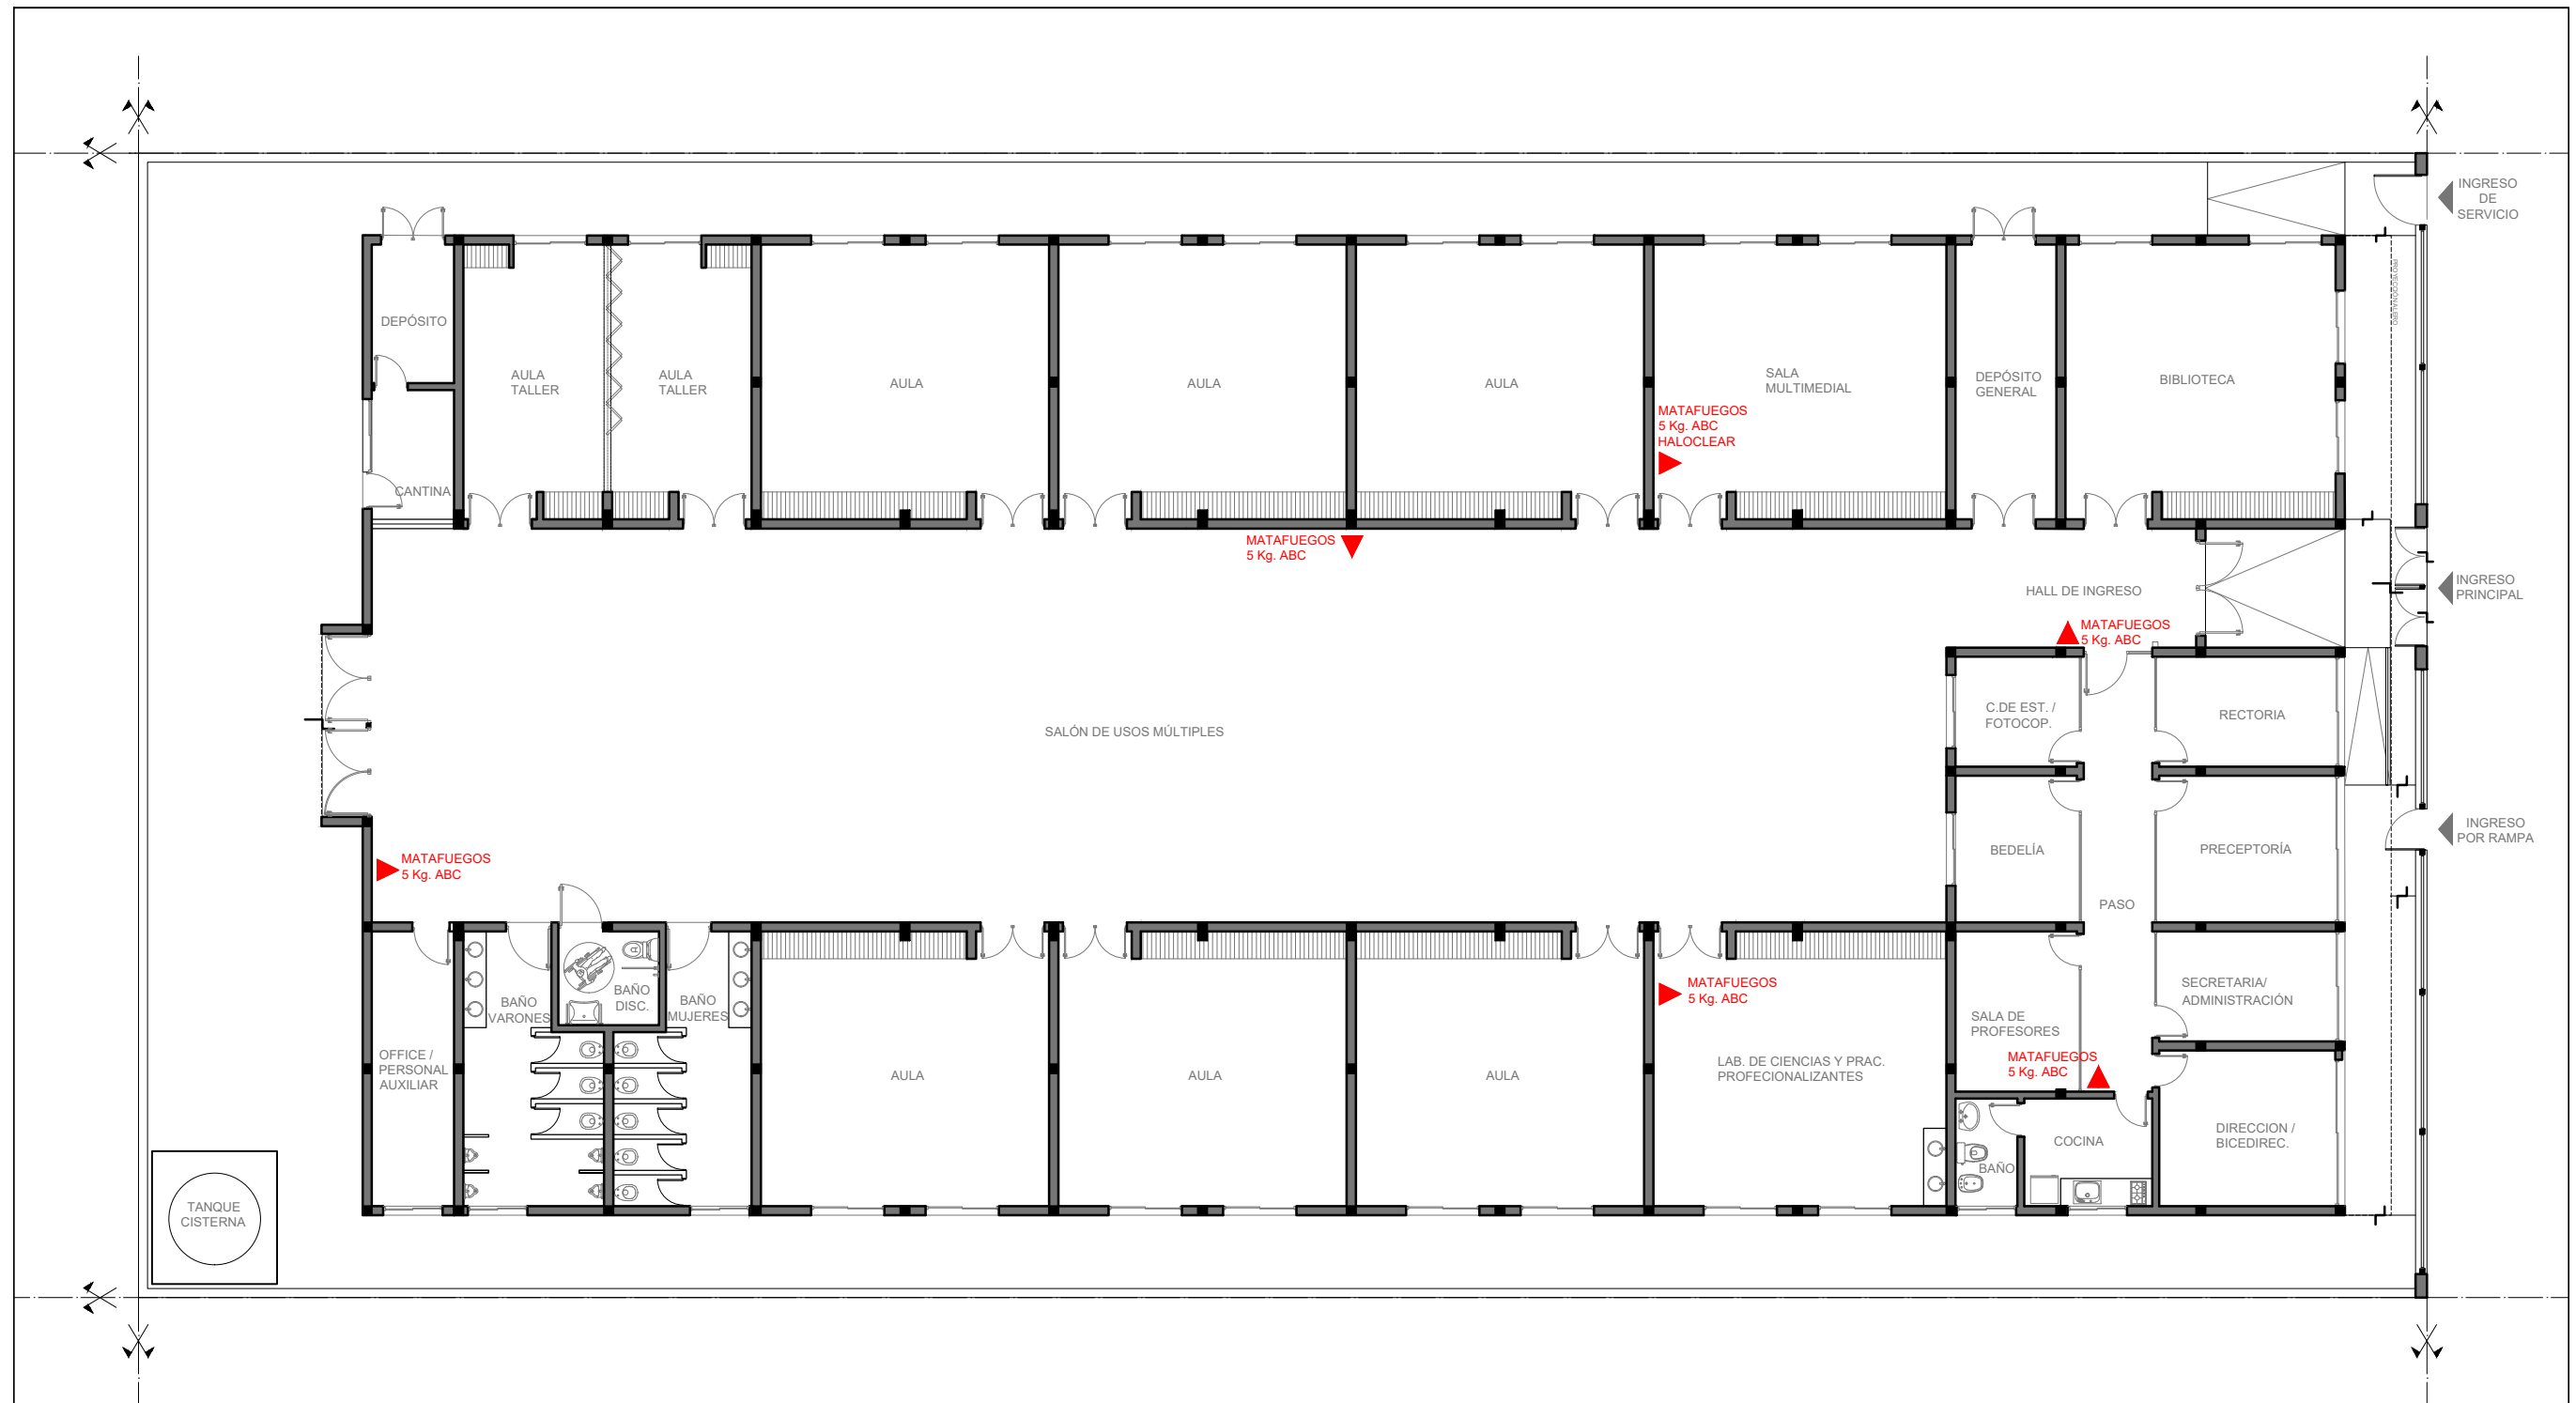 INGRESO
DE
SERVICIO
PROYECCIÓN ALERO
DEPÓSITO
AULA
TALLER
AULA
TALLER
AULA
AULA
AULA
SALA
MULTIMEDIAL
DEPÓSITO
GENERAL
BIBLIOTECA
MATAFUEGOS
5 Kg. ABC
HALOCLEAR
CANTINA
MATAFUEGOS
5 Kg. ABC
HALL DE INGRESO
INGRESO
PRINCIPAL
MATAFUEGOS
5 Kg. ABC
SALÓN DE USOS MÚLTIPLES
C.DE EST. /
FOTOCOP.
RECTORIA
INGRESO
POR RAMPA
BEDELÍA
PRECEPTORÍA
MATAFUEGOS
5 Kg. ABC
PASO
BAÑO
VARONES
BAÑO
DISC.
BAÑO
MUJERES
MATAFUEGOS
5 Kg. ABC
SECRETARIA/
ADMINISTRACIÓN
SALA DE
PROFESORES
OFFICE /
PERSONAL
AUXILIAR
AULA
AULA
AULA
LAB. DE CIENCIAS Y PRAC.
PROFECIONALIZANTES
MATAFUEGOS
5 Kg. ABC
COCINA
BAÑO
DIRECCION /
BICEDIREC.
TANQUE
CISTERNA